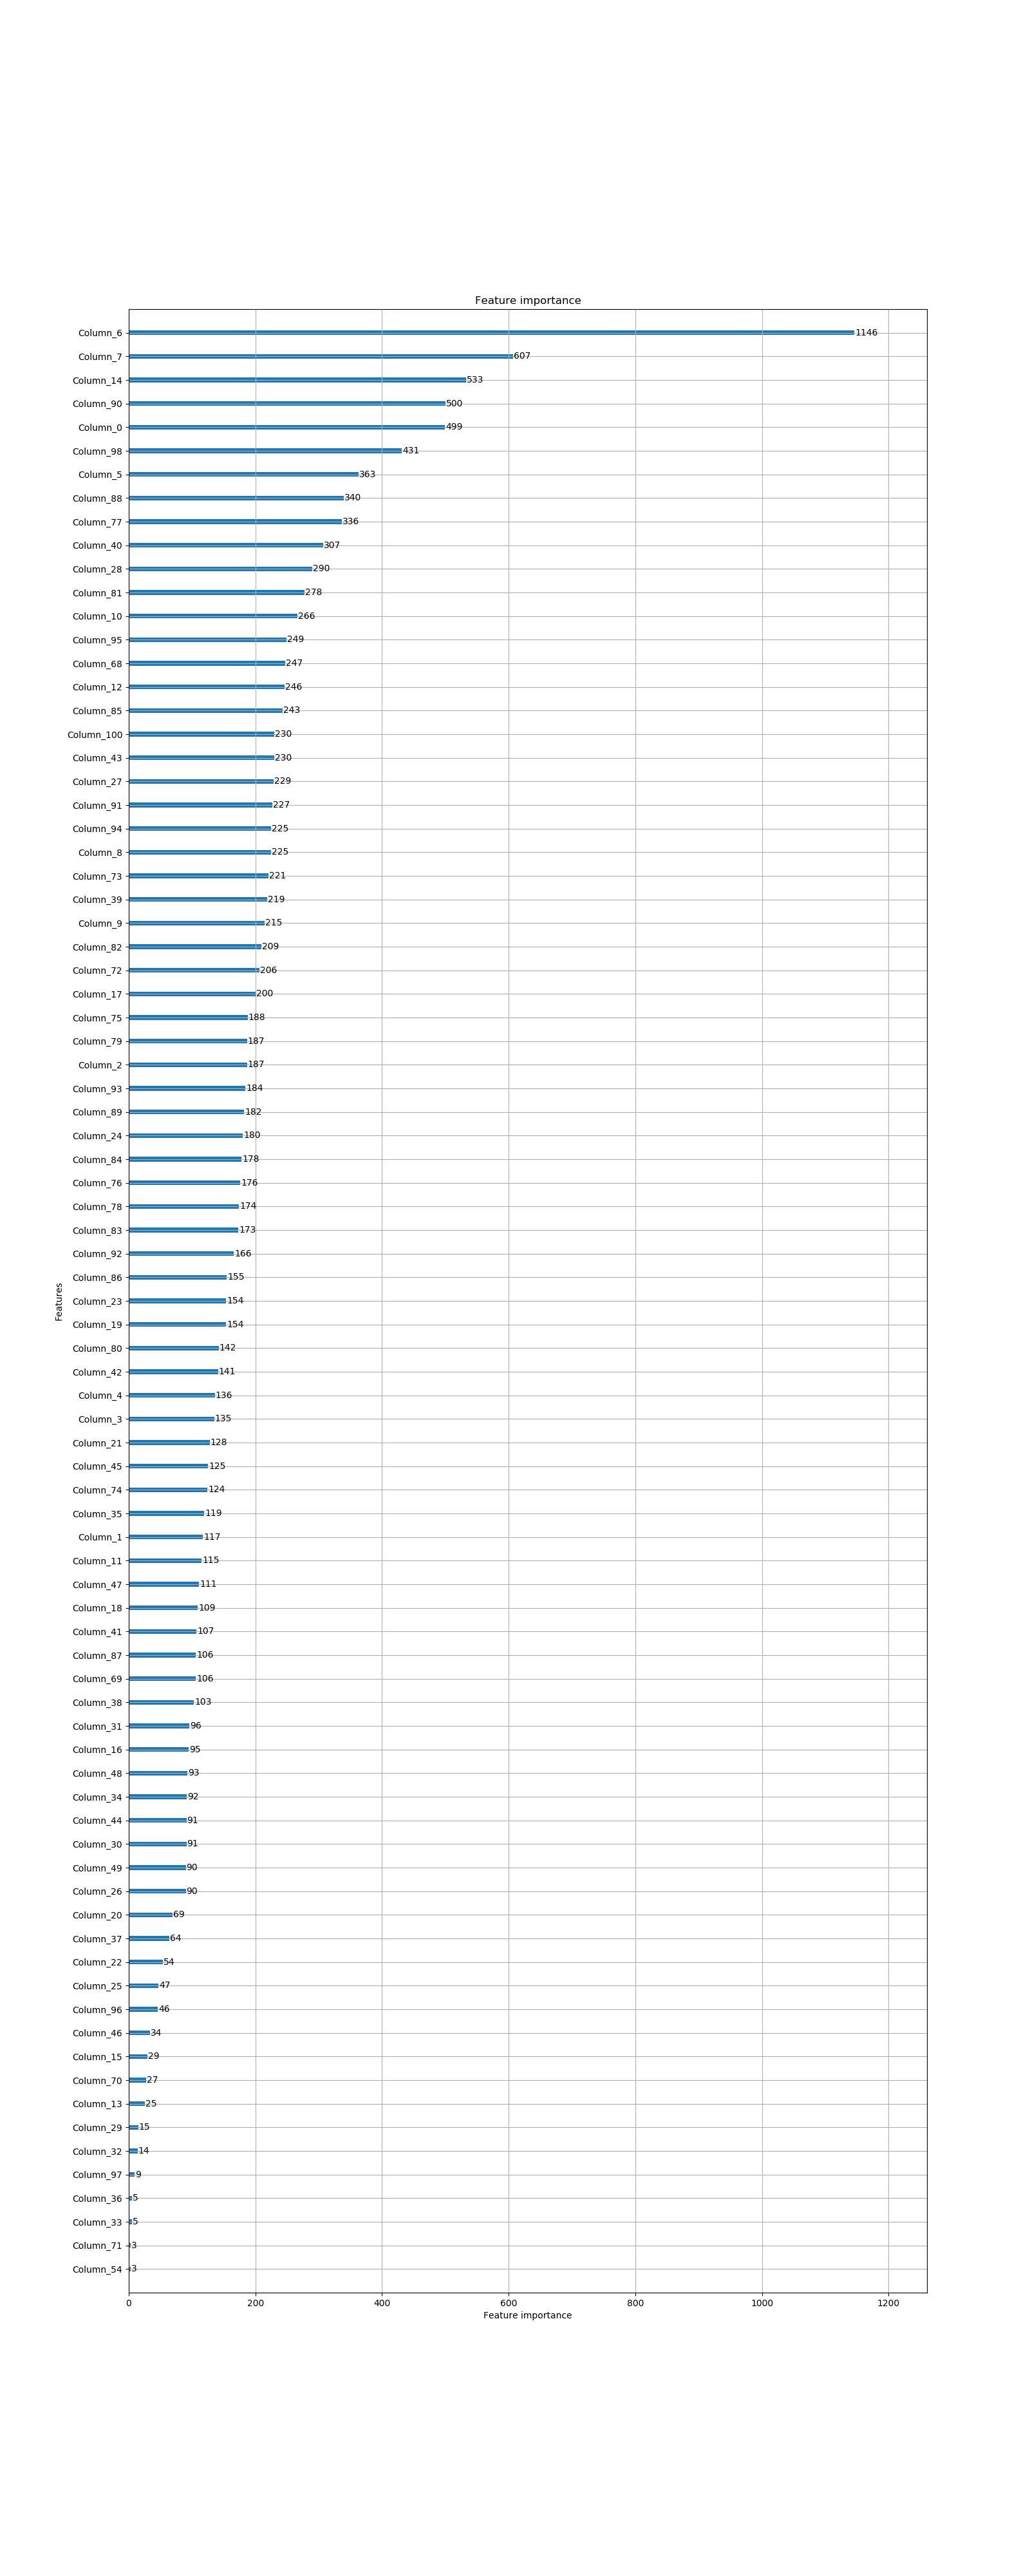 Feature importance
Column_6 1146
Column_7 607
Column_14 533
Column_90 500
Column_0 499
Column_98 431
Column_5 363
Column_88 340
Column_77 336
Column_40 307
Column_28 290
Column_81 278
Column_10 266
Column_95 249
Column_68 247
Column_12 246
Column_85 243
Column_100 230
Column_43 230
Column_27 229
Column_91 227
Column_94 225
Column_8 225
Column_73 221
Column_39 219
Column_9 215
Column_82 209
Column_72 206
Column_17 200
Column_75 188
Column_79 187
Column_2 187
Column_93 184
Column_89 182
Column_24 180
Column_84 178
Column_76 176
Column_78 174
Column_83 173
Column_92 166
Column_86 155
Column_23 154
Column_19 154
Column_80 142
Column_42 141
Column_4 136
Column_3 135
Column_21 128
Column_45 125
Column_74 124
Column_35 119
Column_1 117
Column_11 115
Column_47 111
Column_18 109
Column_41 107
Column_87 106
Column_69 106
Column_38 103
Column_31 96
Column_16 95
Column_48 93
Column_34 92
Column_44 91
Column_30 91
Column_49 90
Column_26 90
Column_20 69
Column_37 64
Column_22 54
Column_25 47
Column_96 46
Column_46 34
Column_15 29
Column_70 27
Column_13 25
Column_29 15
Column_32 14
Column_97 9
Column_36 5
Column_33 5
Column_71 3
Column_54 3
Features
0 200 400 600 800 1000 1200
Feature importance